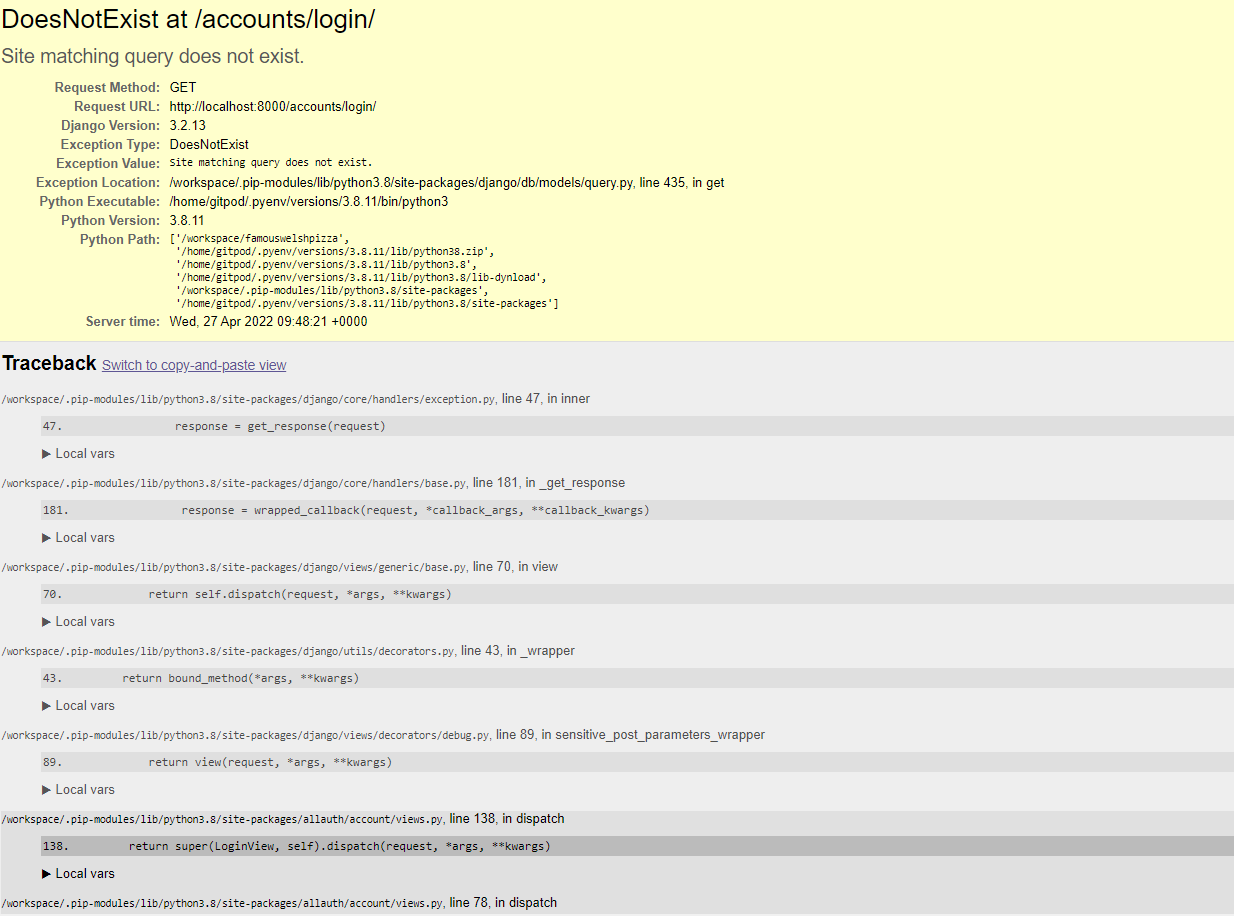 DoesNotExist at /accounts/login/
Site matching query does not exist.
Request Method: GET
Request URL: http://localhost:8000/accounts/login/
Django Version: 3.2.13
Exception Type: DoesNotExist
Exception Value: Site matching query does not exist.
Exception Location: /workspace/.pip-modules/lib/python3.8/site-packages/django/db/models/query.py, line 435, in get
Python Executable: /home/gitpod/.pyenv/versions/3.8.11/bin/python3
Python Version: 3.8.11
Python Path: ['/workspace/famouswelshpizza',
'/home/gitpod/.pyenv/versions/3.8.11/lib/python38.zip',
'/home/gitpod/.pyenv/versions/3.8.11/lib/python3.8',
'/home/gitpod/.pyenv/versions/3.8.11/lib/python3.8/lib-dynload',
'/workspace/.pip-modules/lib/python3.8/site-packages',
'/home/gitpod/.pyenv/versions/3.8.11/lib/python3.8/site-packages']
Server time: Wed, 27 Apr 2022 09:48:21 +0000
Traceback Switch to copy-and-paste view
/workspace/.pip-modules/lib/python3.8/site-packages/django/core/handlers/exception.py, line 47, in inner
47. response = get_response(request)
▶ Local vars
/workspace/.pip-modules/lib/python3.8/site-packages/django/core/handlers/base.py, line 181, in _get_response
181. response = wrapped_callback(request, *callback_args, **callback_kwargs)
▶ Local vars
/workspace/.pip-modules/lib/python3.8/site-packages/django/views/generic/base.py, line 70, in view
70. return self.dispatch(request, *args, **kwargs)
▶ Local vars
/workspace/.pip-modules/lib/python3.8/site-packages/django/utils/decorators.py, line 43, in _wrapper
43. return bound_method(*args, **kwargs)
▶ Local vars
/workspace/.pip-modules/lib/python3.8/site-packages/django/views/decorators/debug.py, line 89, in sensitive_post_parameters_wrapper
89. return view(request, *args, **kwargs)
▶ Local vars
/workspace/.pip-modules/lib/python3.8/site-packages/allauth/account/views.py, line 138, in dispatch
138. return super(LoginView, self).dispatch(request, *args, **kwargs)
▶ Local vars
/workspace/.pip-modules/lib/python3.8/site-packages/allauth/account/views.py, line 78, in dispatch